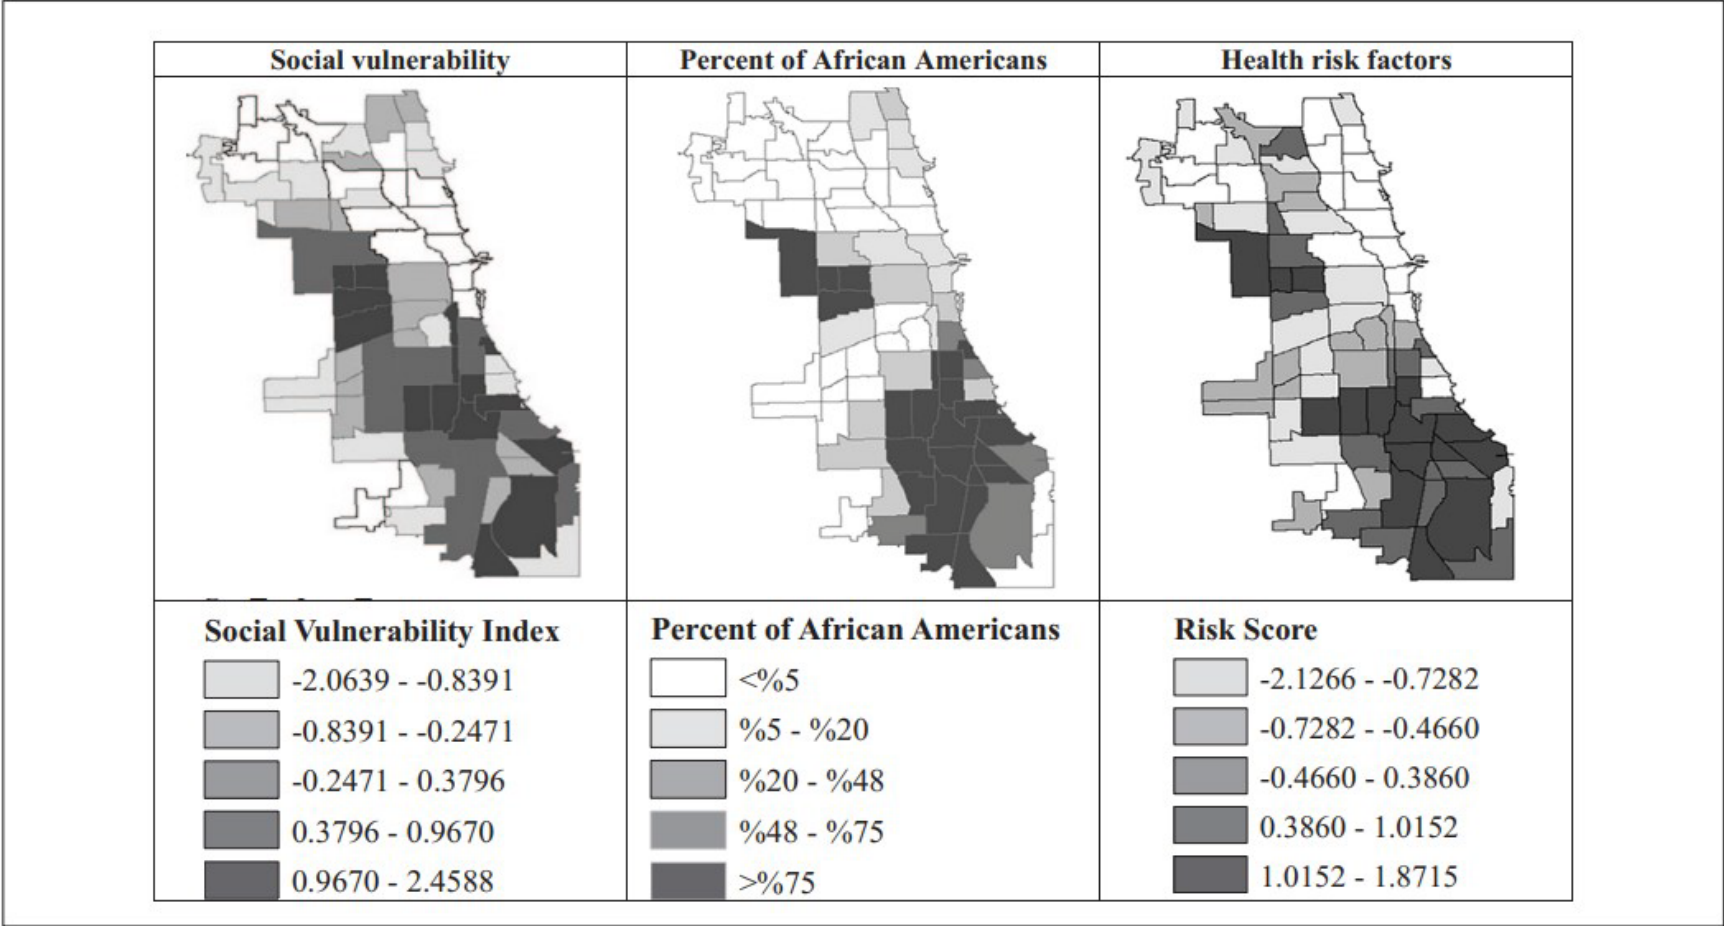 Social vulnerability
Percent of African Americans
Health risk factors
Social Vulnerability Index
-2.0639 - -0.8391
-0.8391 - -0.2471
-0.2471 - 0.3796
0.3796 - 0.9670
0.9670 - 2.4588
Percent of African Americans
<%5
%5 - %20
%20 - %48
%48 - %75
>%75
Risk Score
-2.1266 - -0.7282
-0.7282 - -0.4660
-0.4660 - 0.3860
0.3860 - 1.0152
1.0152 - 1.8715